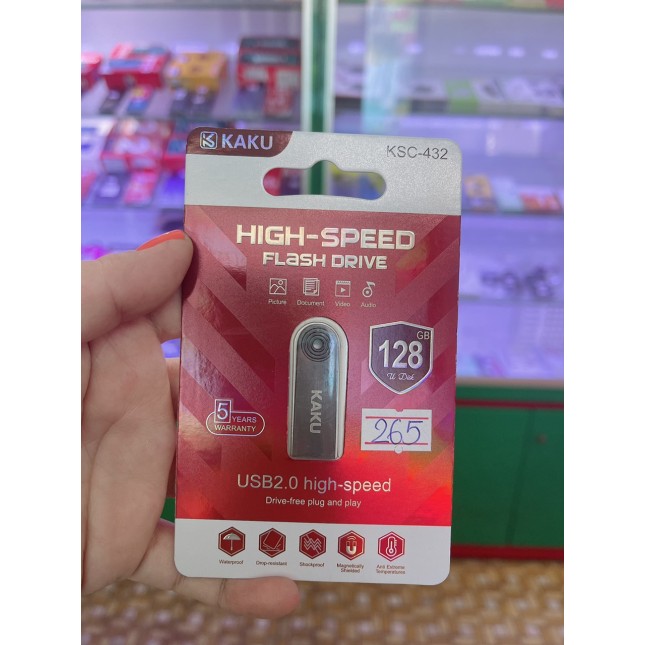 KAKU
KSC-432
HIGH-SPEED
FLASH DRIVE
Picture Document Video Audio
GB
128
U Disk
KAKU
5 YEARS
WARRANTY
265
USB2.0 high-speed
Drive-free plug and play
Waterproof Drop-resistant Shockproof Magnetically Shielded Anti Extreme Temperatures